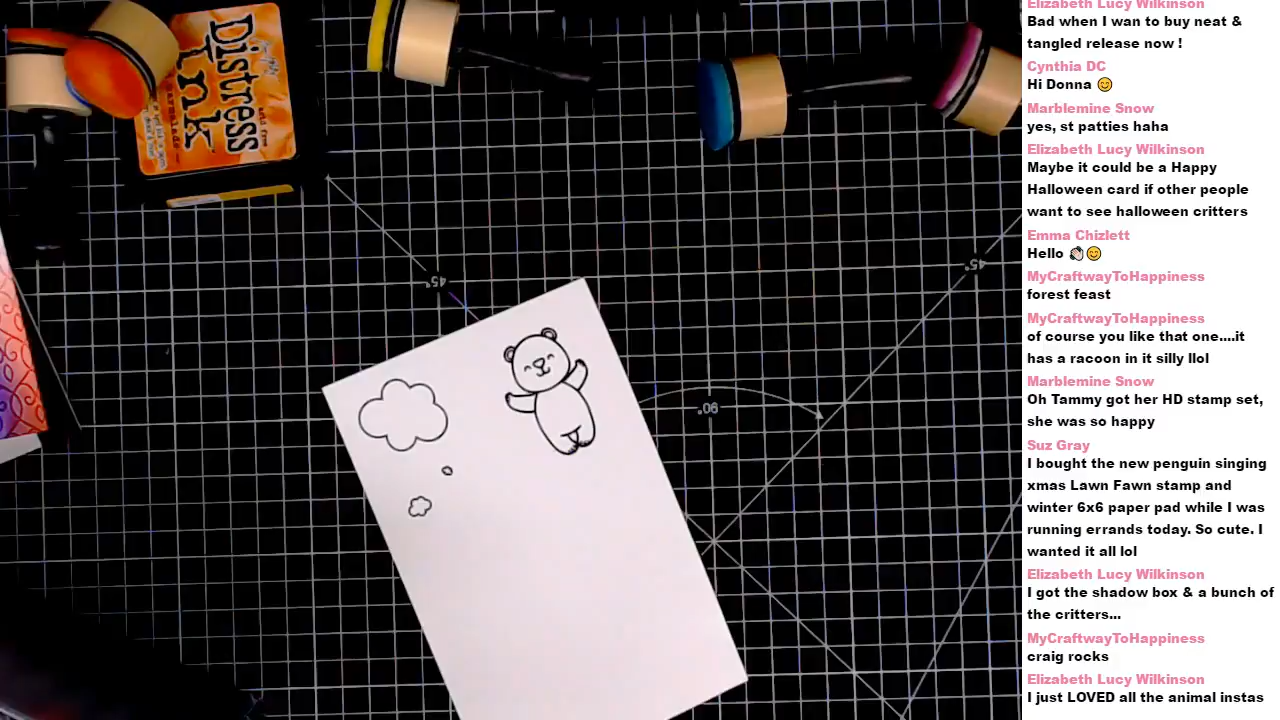 Distress
Ink
45°
45°
90°
Elizabeth Lucy Wilkinson
Bad when I wan to buy neat &
tangled release now !
Cynthia DC
Hi Donna 😊
Marblemine Snow
yes, st patties haha
Elizabeth Lucy Wilkinson
Maybe it could be a Happy
Halloween card if other people
want to see halloween critters
Emma Chizlett
Hello 👋🏻😊
MyCraftwayToHappiness
forest feast
MyCraftwayToHappiness
of course you like that one....it
has a racoon in it silly llol
Marblemine Snow
Oh Tammy got her HD stamp set,
she was so happy
Suz Gray
I bought the new penguin singing
xmas Lawn Fawn stamp and
winter 6x6 paper pad while I was
running errands today. So cute. I
wanted it all lol
Elizabeth Lucy Wilkinson
I got the shadow box & a bunch of
the critters...
MyCraftwayToHappiness
craig rocks
Elizabeth Lucy Wilkinson
I just LOVED all the animal instas